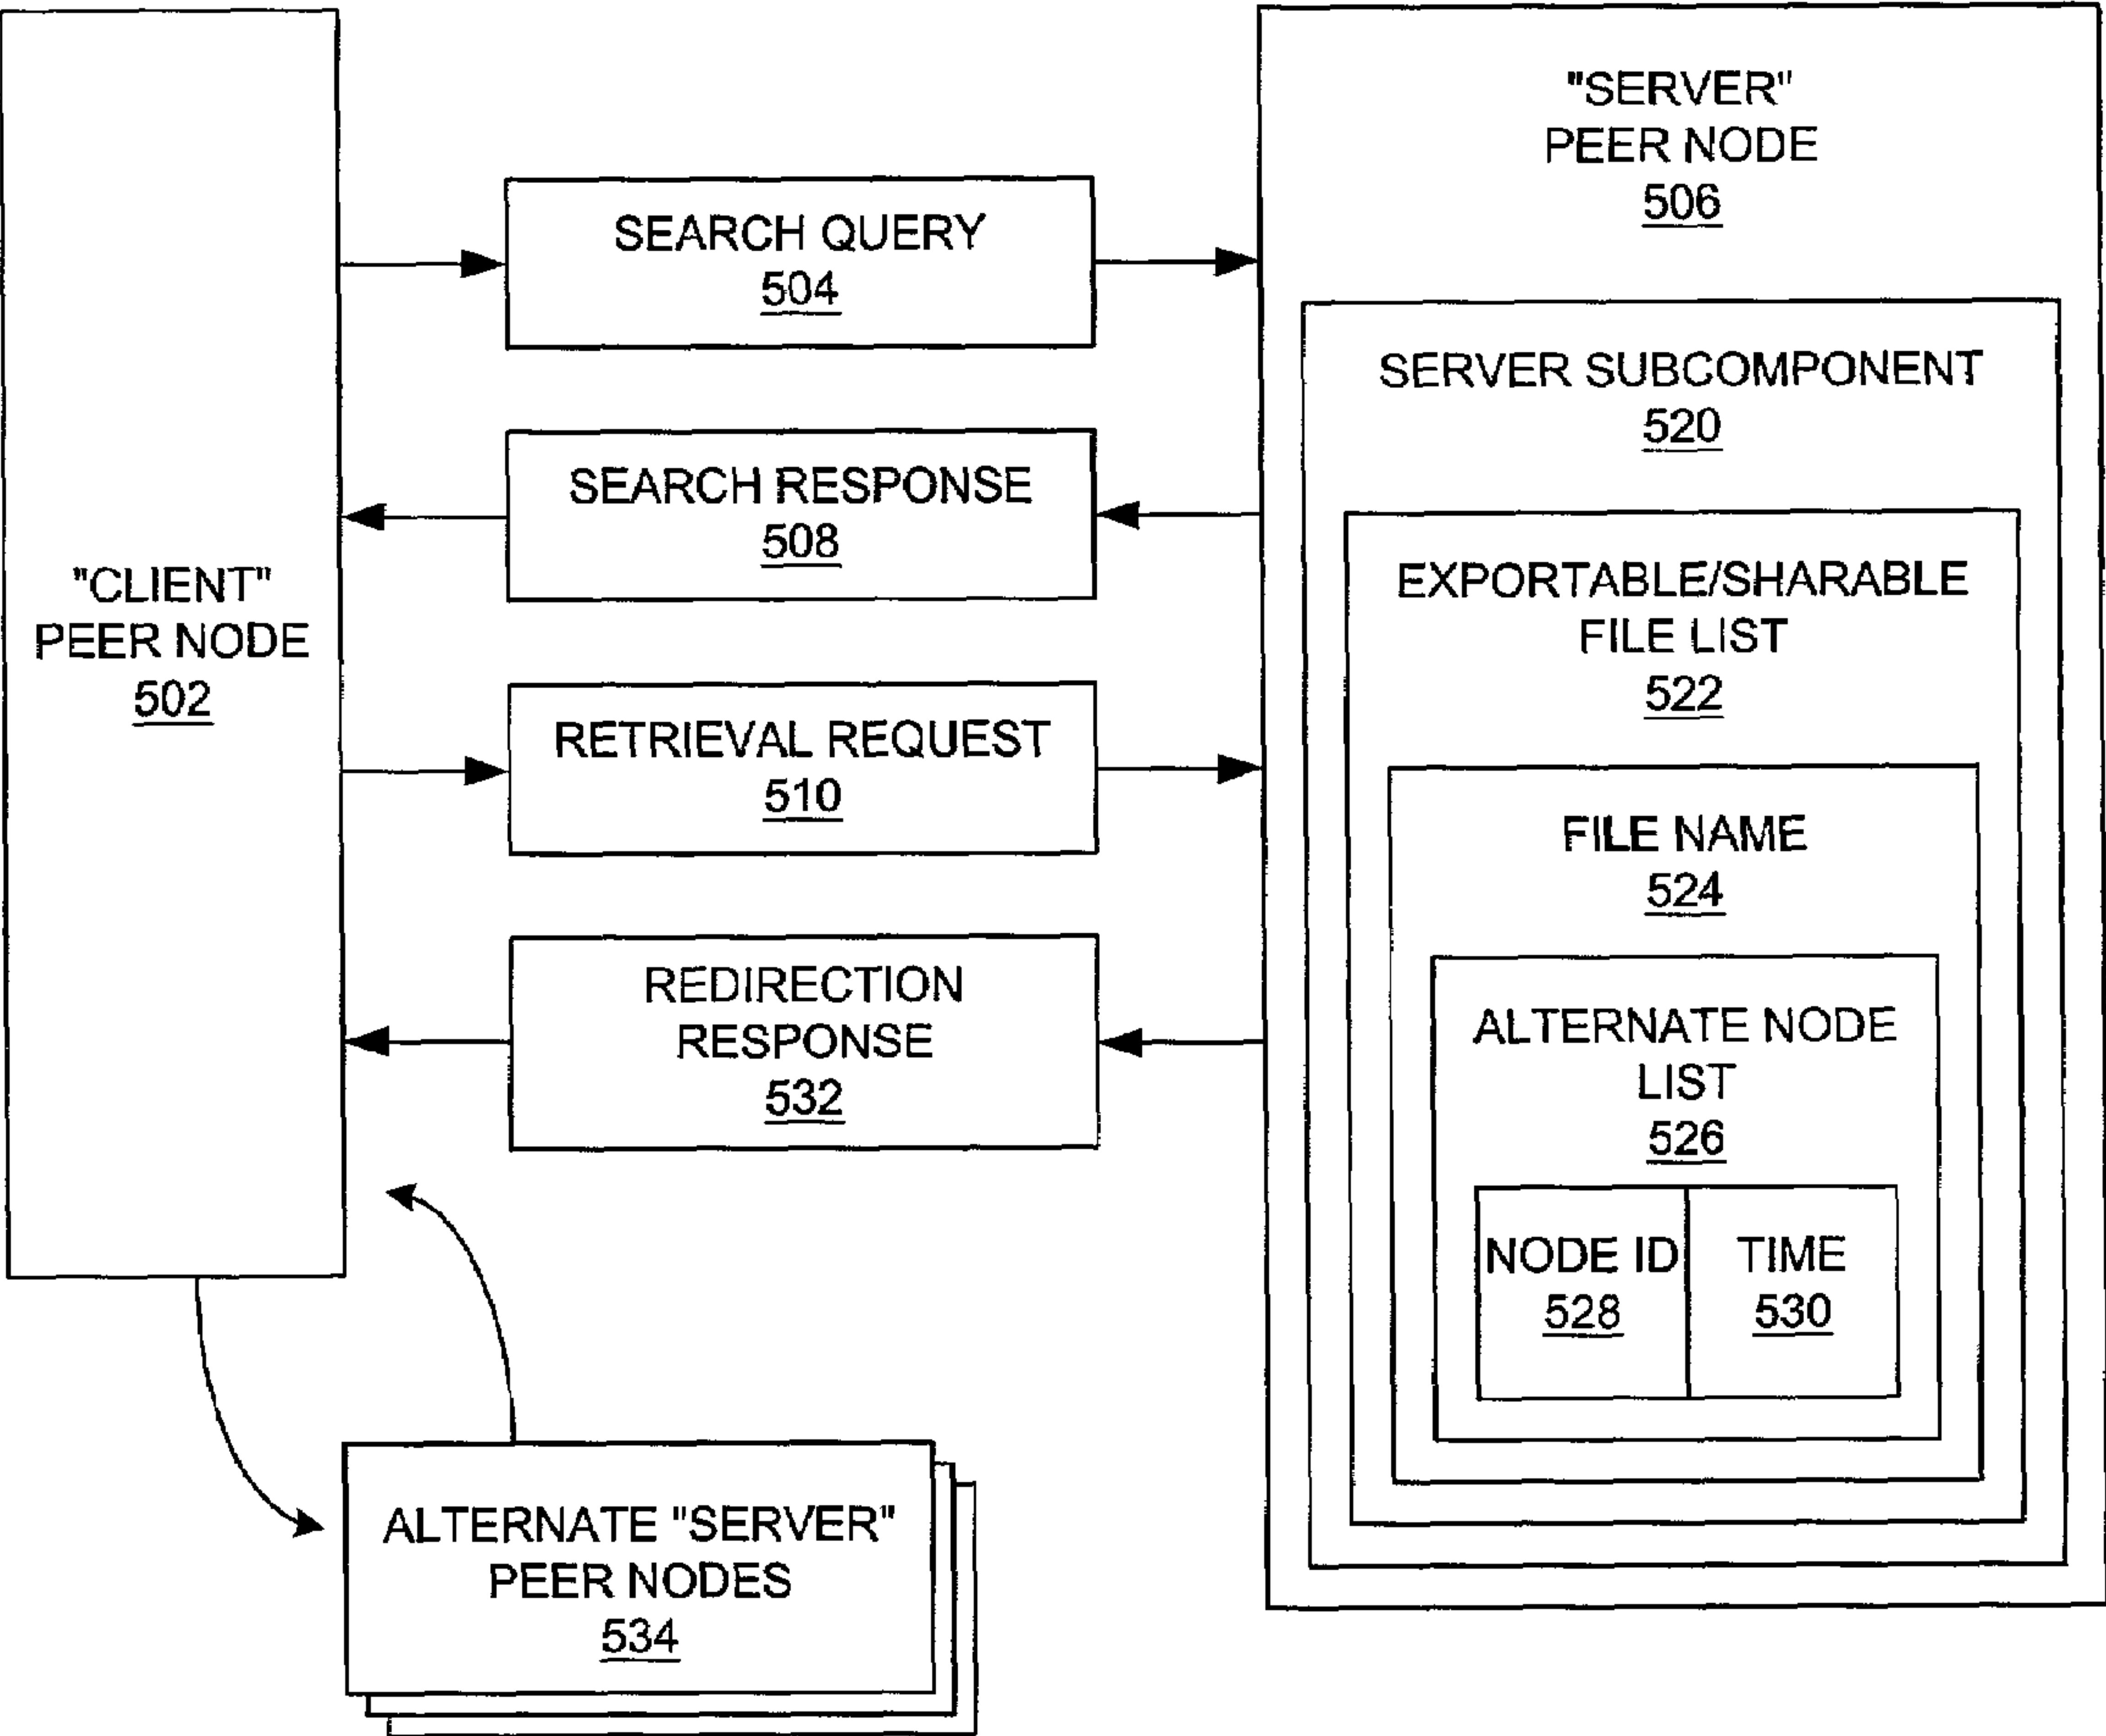 "CLIENT"
PEER NODE
502
SEARCH QUERY
504
SEARCH RESPONSE
508
RETRIEVAL REQUEST
510
REDIRECTION
RESPONSE
532
ALTERNATE "SERVER"
PEER NODES
534
"SERVER"
PEER NODE
506
SERVER SUBCOMPONENT
520
EXPORTABLE/SHARABLE
FILE LIST
522
FILE NAME
524
ALTERNATE NODE
LIST
526
NODE ID
528
TIME
530